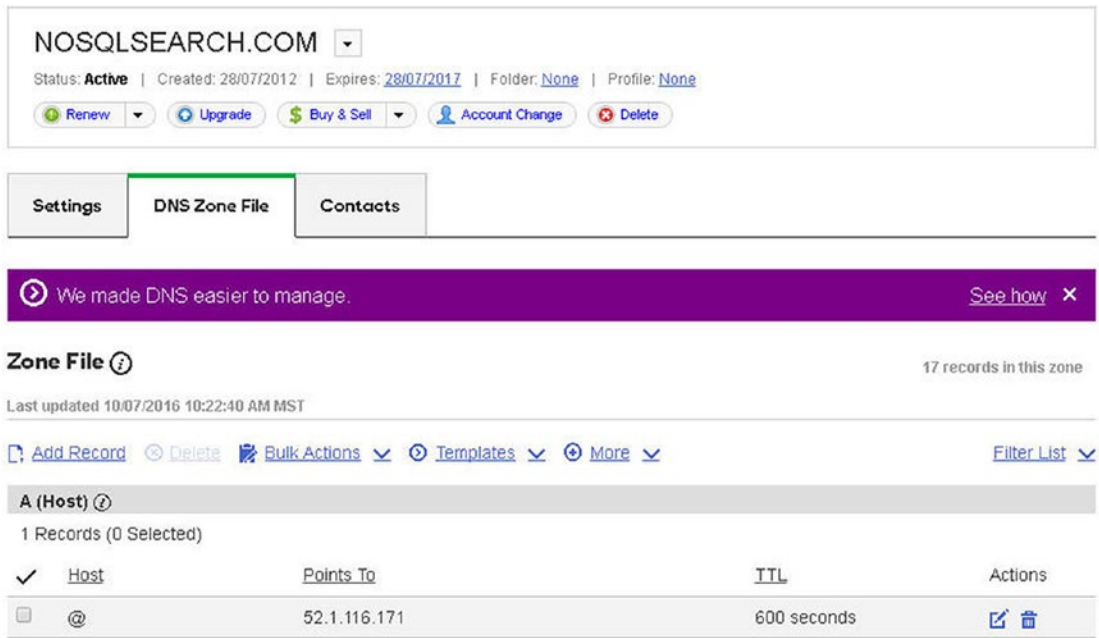 NOSQLSEARCH.COM
Status: Active | Created: 28/07/2012 | Expires: 28/07/2017 | Folder: None | Profile: None
Renew Upgrade Buy & Sell Account Change Delete
Settings DNS Zone File Contacts
We made DNS easier to manage. See how ×
Zone File 17 records in this zone
Last updated 10/07/2016 10:22:40 AM MST
Add Record Delete Bulk Actions Templates More Filter List
A (Host)
1 Records (0 Selected)
Host Points To TTL Actions
@ 52.1.116.171 600 seconds